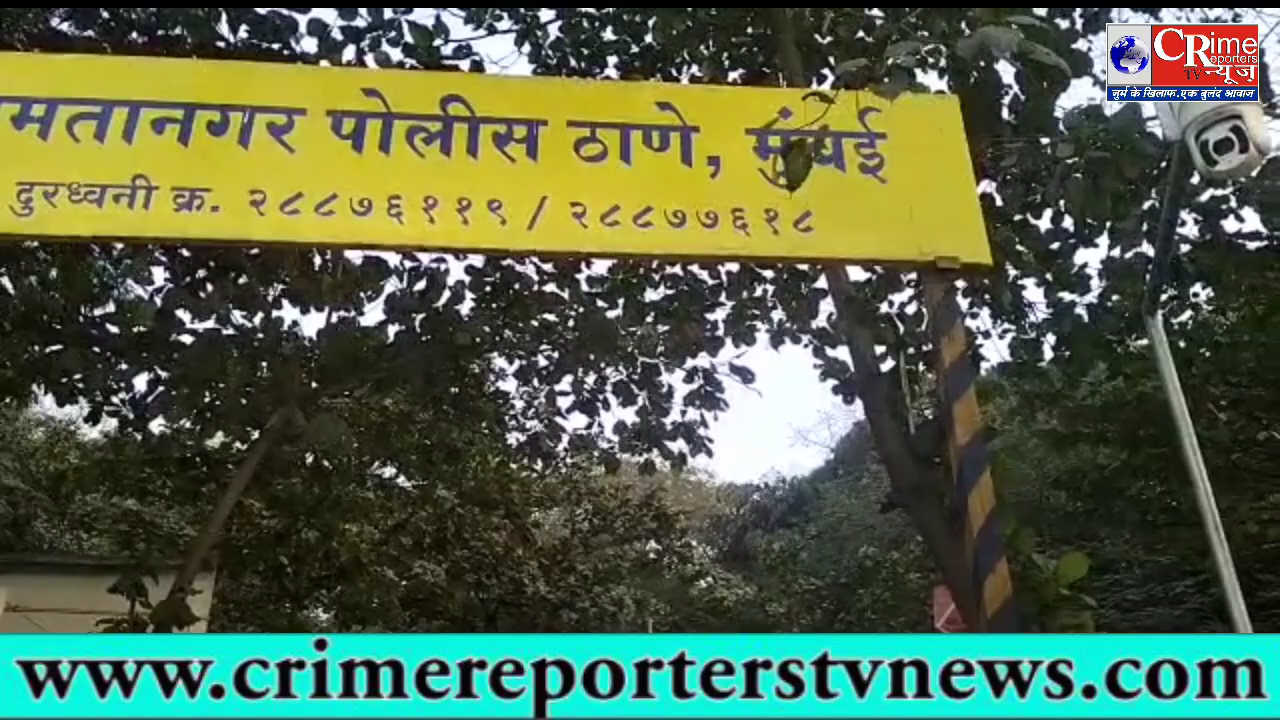 मतानगर पोलीस ठाणे, मुंबई
दुरध्वनी क्र. २८८७६११९ / २८८७७६१८
CRime
Reporters
TV न्यूज़
जुर्म के खिलाफ.एक बुलंद आवाज
www.crimereporterstvnews.com